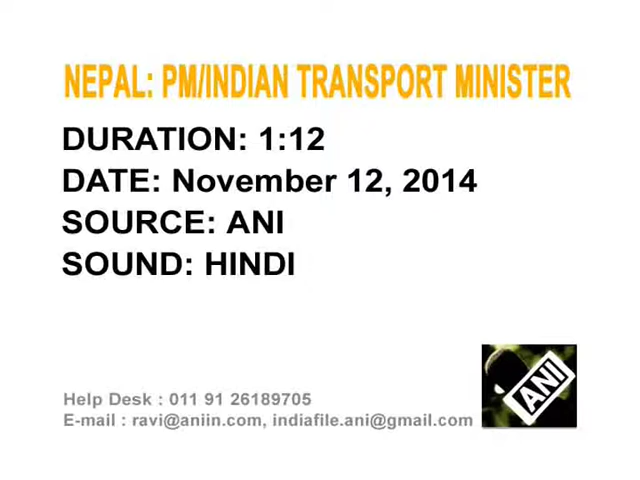 NEPAL: PM/INDIAN TRANSPORT MINISTER
DURATION: 1:12
DATE: November 12, 2014
SOURCE: ANI
SOUND: HINDI
Help Desk : 011 91 26189705
E-mail : ravi@aniin.com, indiafile.ani@gmail.com
ANI